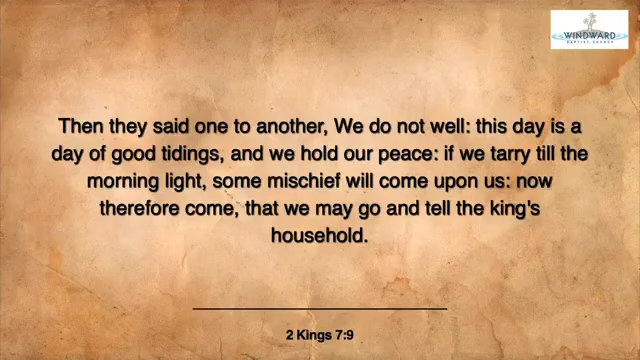 WINDWARD
BAPTIST CHURCH
Then they said one to another, We do not well: this day is a
day of good tidings, and we hold our peace: if we tarry till the
morning light, some mischief will come upon us: now
therefore come, that we may go and tell the king's
household.
2 Kings 7:9